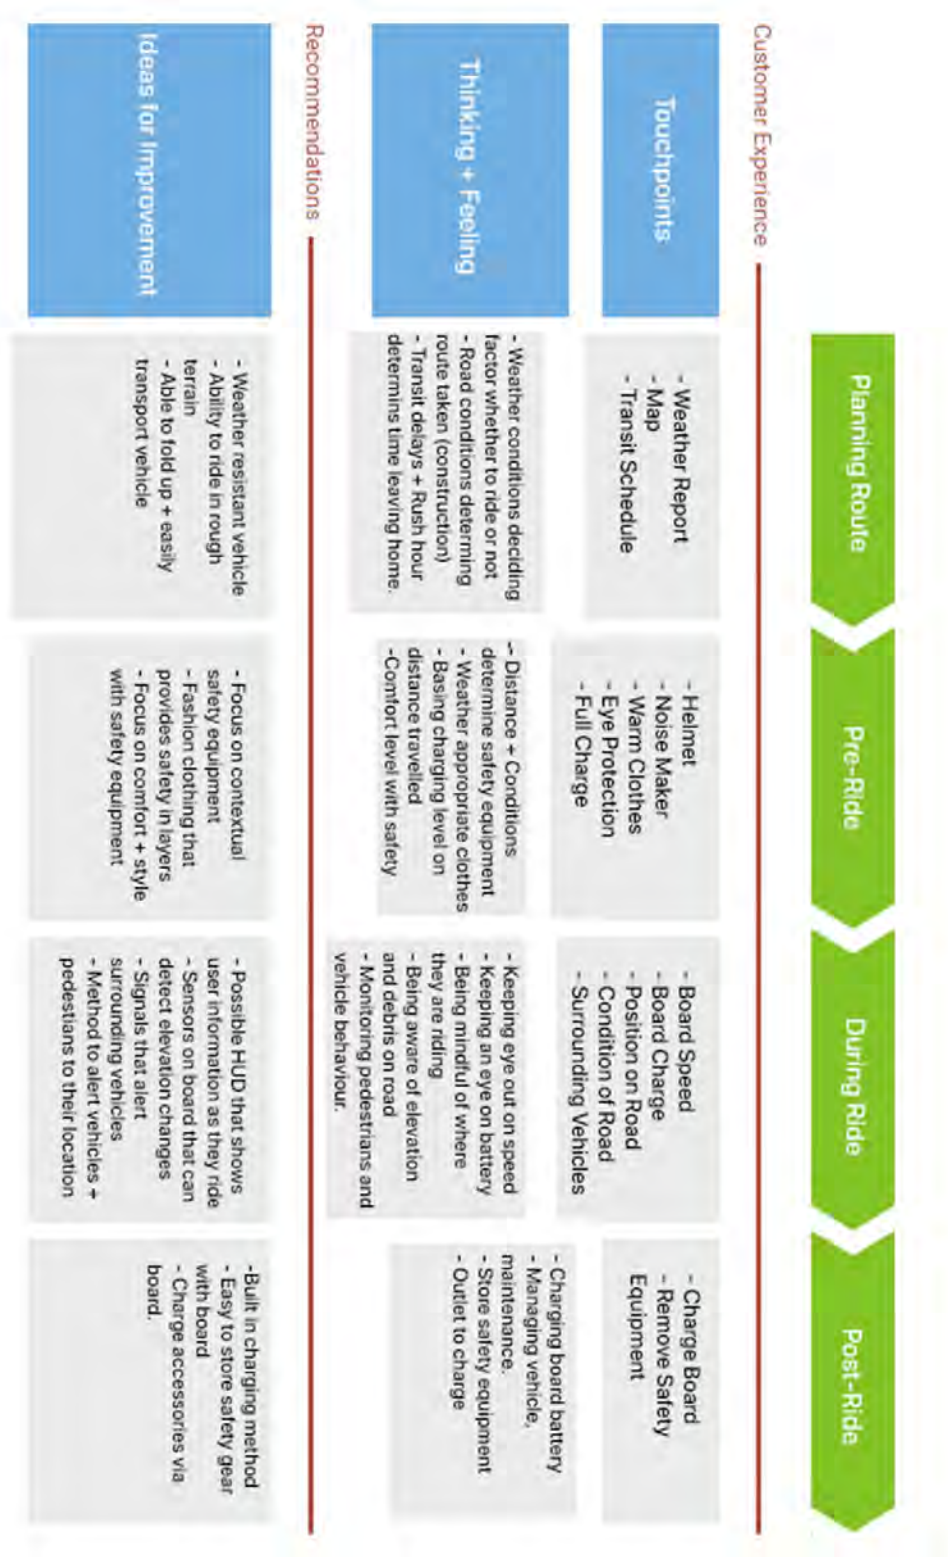 Planning Route
Pre-Ride
During Ride
Post-Ride
Customer Experience
Touchpoints
- Weather Report
- Map
- Transit Schedule
- Helmet
- Noise Maker
- Warm Clothes
- Eye Protection
- Full Charge
- Board Speed
- Board Charge
- Position on Road
- Condition of Road
- Surrounding Vehicles
- Charge Board
- Remove Safety
Equipment
Thinking + Feeling
- Weather conditions deciding
factor whether to ride or not
- Road conditions determing
route taken (construction)
- Transit delays + Rush hour
determins time leaving home.
-- Distance + Conditions
determine safety equipment
- Weather appropriate clothes
- Basing charging level on
distance travelled
-Comfort level with safety
- Keeping eye out on speed
- Keeping an eye on battery
- Being mindful of where
they are riding
- Being aware of elevation
and debris on road
- Monitoring pedestrians and
vehicle behaviour.
- Charging board battery
- Managing vehicle,
maintenance.
- Store safety equipment
- Outlet to charge
Recommendations
Ideas for Improvement
- Weather resistant vehicle
- Ability to ride in rough
terrain
- Able to fold up + easily
transport vehicle
- Focus on contextual
safety equipment
- Fashion clothing that
provides safety in layers
- Focus on comfort + style
with safety equipment
- Possible HUD that shows
user information as they ride
- Sensors on board that can
detect elevation changes
- Signals that alert
surrounding vehicles
- Method to alert vehicles +
pedestians to their location
-Built in charging method
- Easy to store safety gear
with board
- Charge accessories via
board.